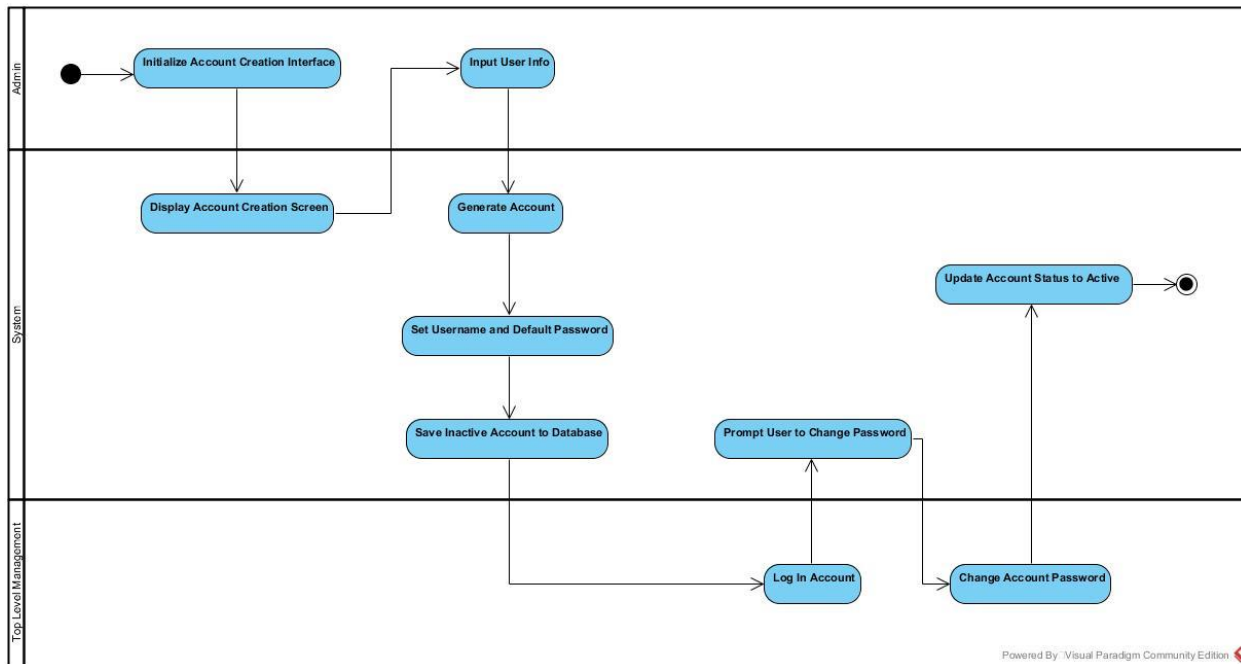 Admin
Initialize Account Creation Interface
Input User Info
System
Display Account Creation Screen
Generate Account
Update Account Status to Active
Set Username and Default Password
Save Inactive Account to Database
Prompt User to Change Password
Top Level Management
Log In Account
Change Account Password
Powered By Visual Paradigm Community Edition